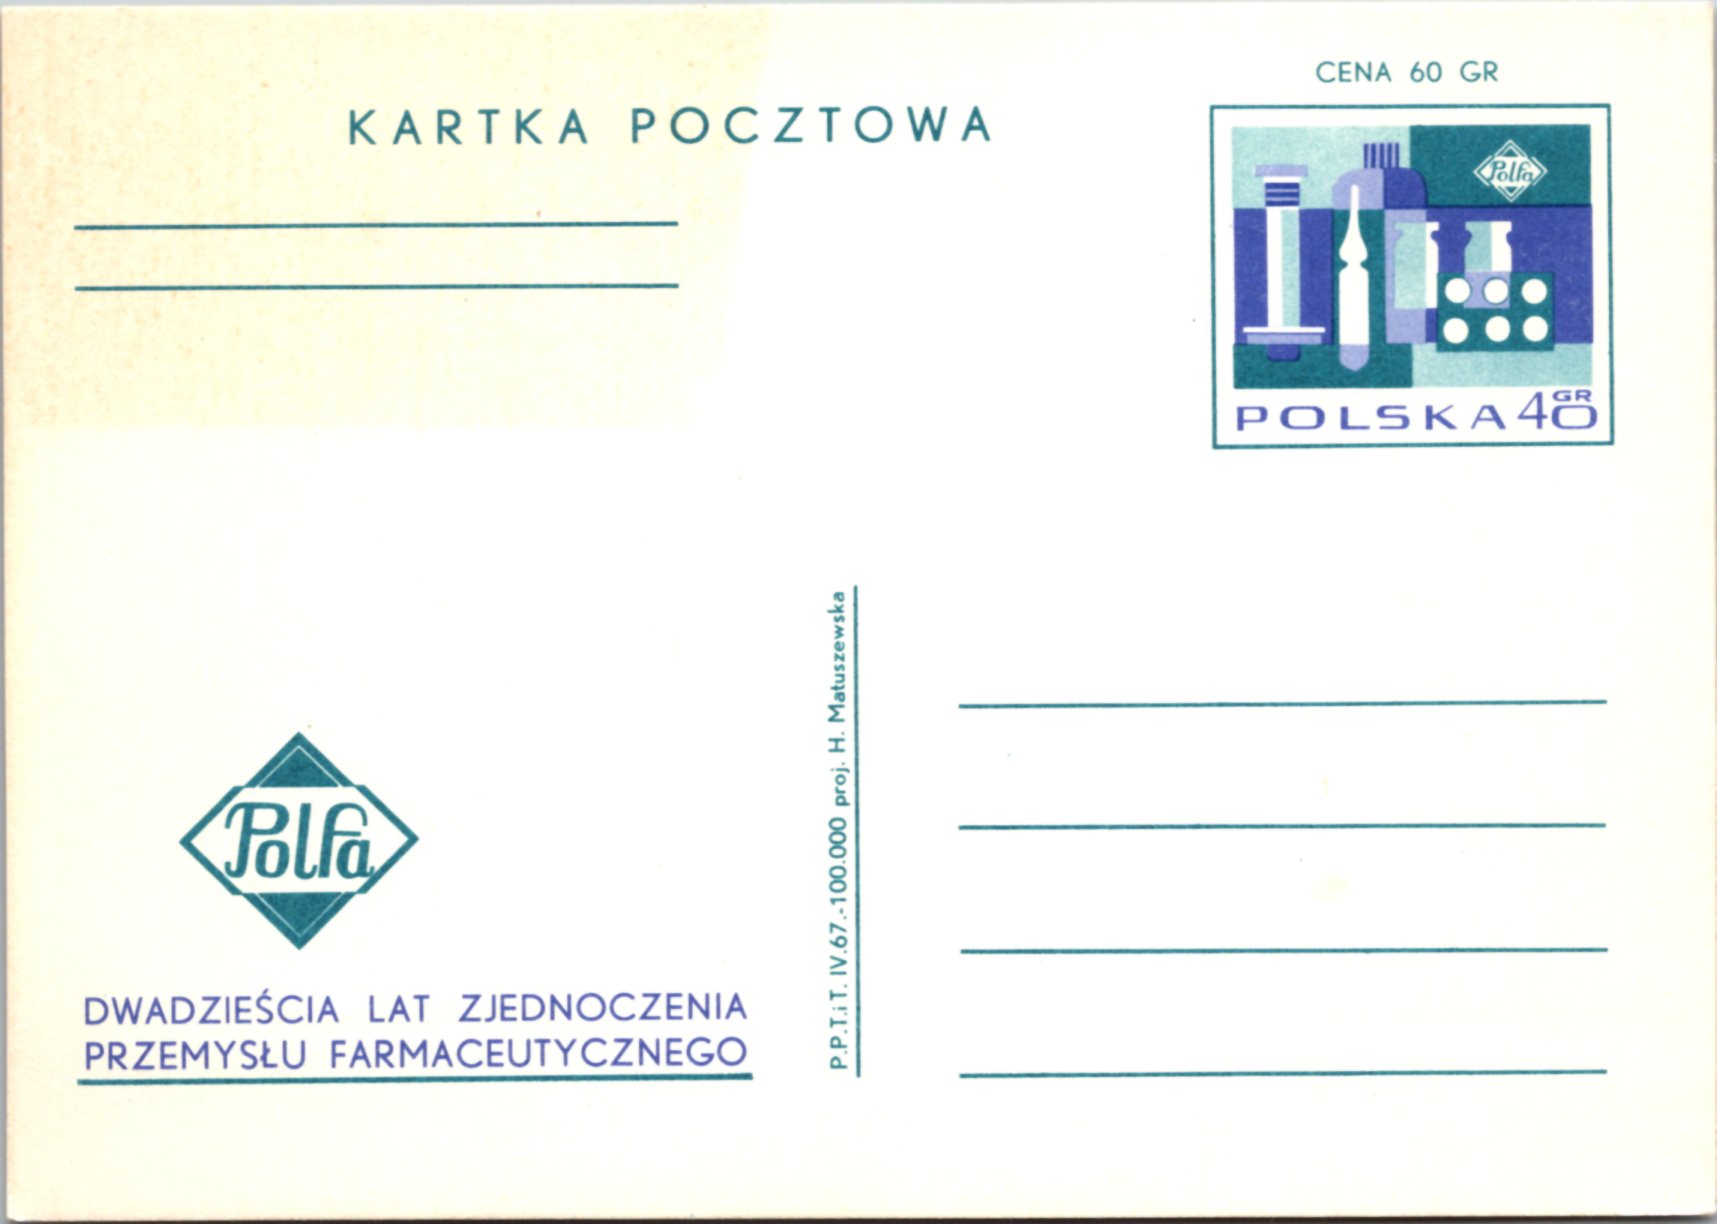 CENA 60 GR
KARTKA POCZTOWA
Polfa
POLSKA 40 GR
Polfa
DWADZIEŚCIA LAT ZJEDNOCZENIA
PRZEMYSŁU FARMACEUTYCZNEGO
P.P.T.iT. IV.67.-100.000 proj. H. Matuszewska